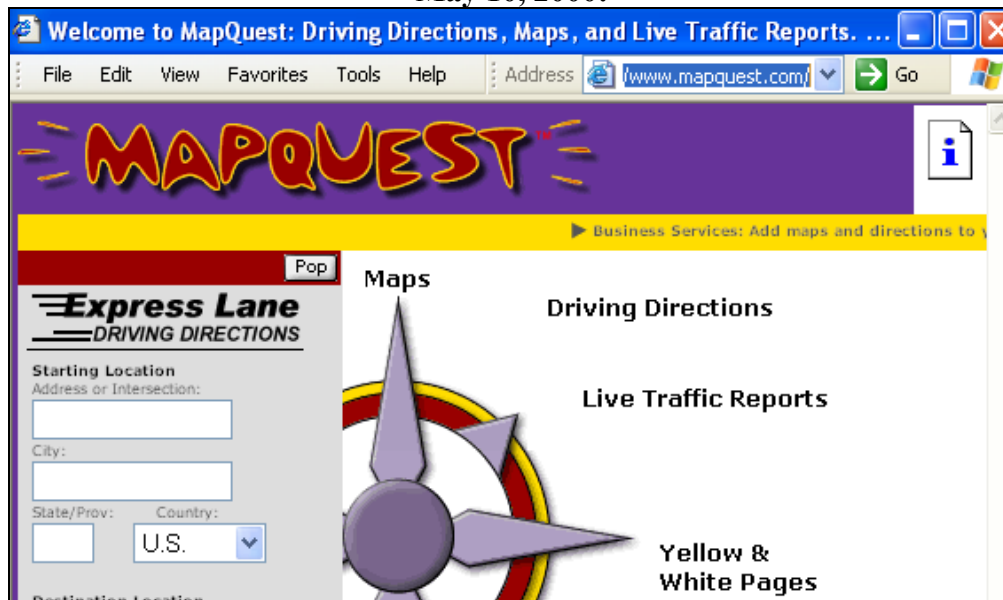 Welcome to MapQuest: Driving Directions, Maps, and Live Traffic Reports. ...
File Edit View Favorites Tools Help Address www.mapquest.com/ Go
MAPQUEST™
Business Services: Add maps and directions to
Pop
Maps
Express Lane
DRIVING DIRECTIONS
Driving Directions
Starting Location
Address or Intersection:
Live Traffic Reports
City:
State/Prov: Country:
U.S.
Yellow &
White Pages